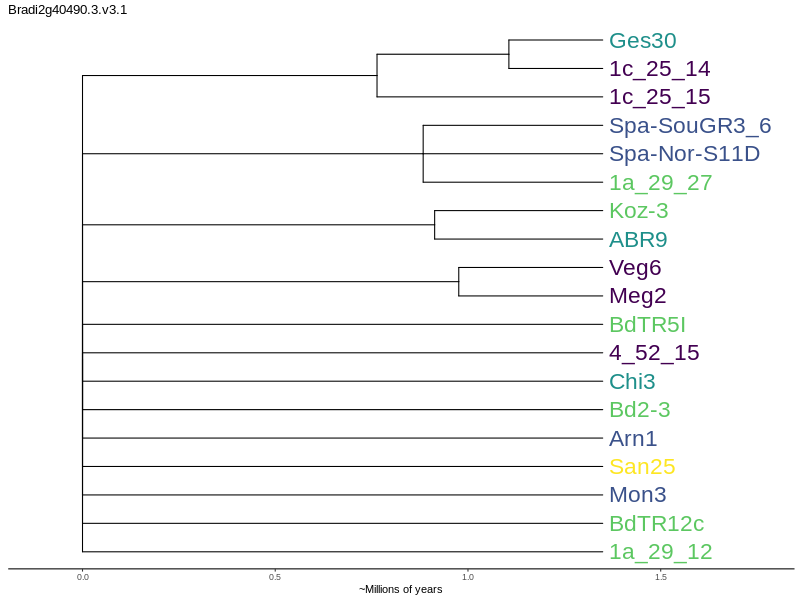 Bradi2g40490.3.v3.1
Ges30
1c_25_14
1c_25_15
Spa-SouGR3_6
Spa-Nor-S11D
1a_29_27
Koz-3
ABR9
Veg6
Meg2
BdTR5I
4_52_15
Chi3
Bd2-3
Arn1
San25
Mon3
BdTR12c
1a_29_12
0.0 0.5 1.0 1.5
~Millions of years